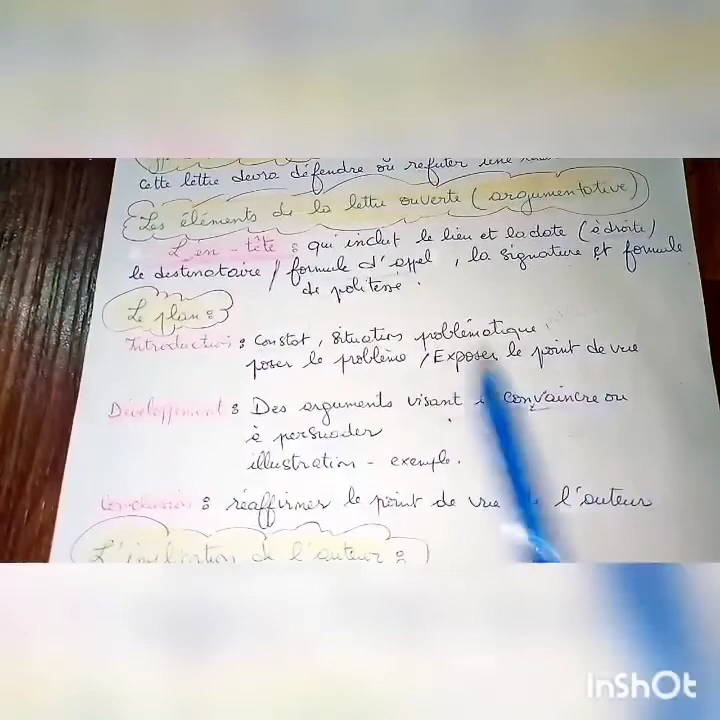 cette lettre devra défendre ou refuter une
Les éléments de la lettre ouverte (argumentative)
L'en-tête : qui inclut le lieu et la date (à droite)
le destinataire / formule d'appel, la signature et formule
de politesse.
Le plan :
Introduction : Constat, situation problématique,
poser le problème / Exposer le point de vue
Développement : Des arguments visant à convaincre ou
à persuader
illustration - exemple.
Conclusion : réaffirmer le point de vue de l'auteur
L'implication de l'auteur :
InShOt